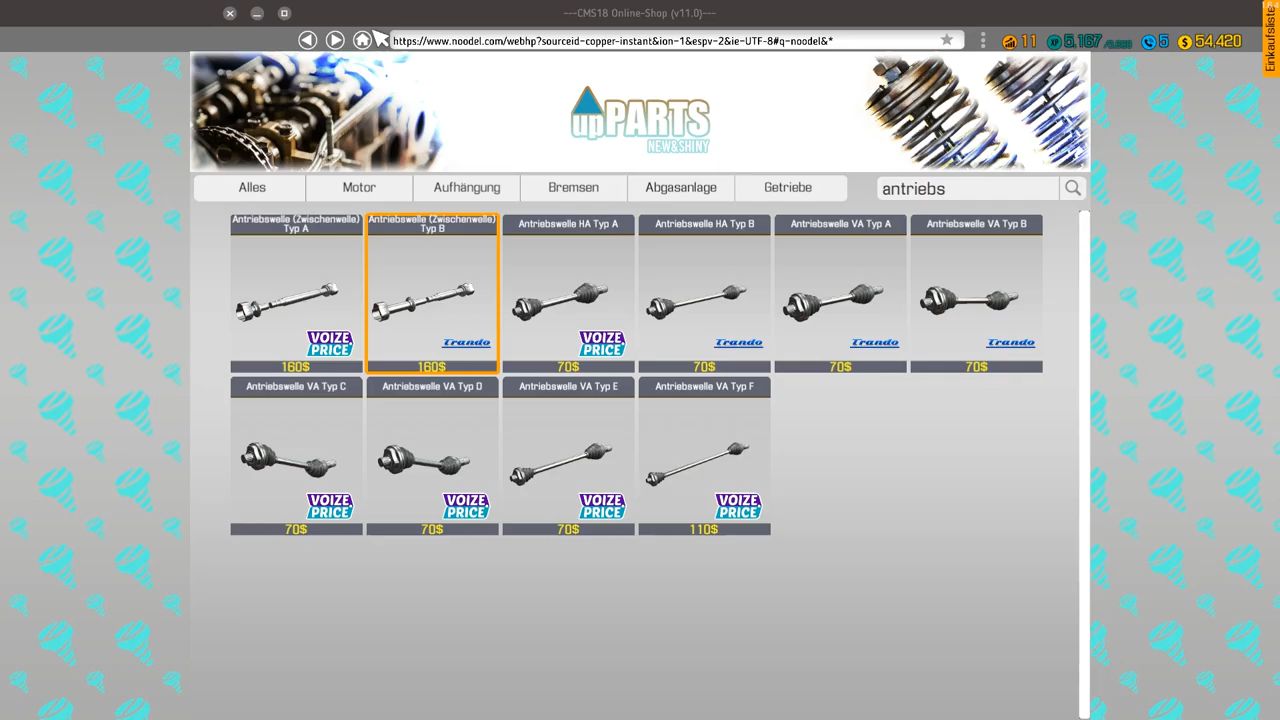 ---CMS18 Online-Shop (v11.0)---
https://www.noodel.com/webhp?sourceid-copper-instant&ion-1&espv-2&ie-UTF-8#q-noodel&*
11
XP 5,167
5
$ 54,420
Einkaufsliste
upPARTS
NEW&SHINY
Alles
Motor
Aufhängung
Bremsen
Abgasanlage
Getriebe
antriebs
Antriebswelle (Zwischenwelle) Typ A
VOIZE PRICE
160$
Antriebswelle (Zwischenwelle) Typ B
Trando
160$
Antriebswelle HA Typ A
VOIZE PRICE
70$
Antriebswelle HA Typ B
Trando
70$
Antriebswelle VA Typ A
Trando
70$
Antriebswelle VA Typ B
Trando
70$
Antriebswelle VA Typ C
VOIZE PRICE
70$
Antriebswelle VA Typ D
VOIZE PRICE
70$
Antriebswelle VA Typ E
VOIZE PRICE
70$
Antriebswelle VA Typ F
VOIZE PRICE
110$